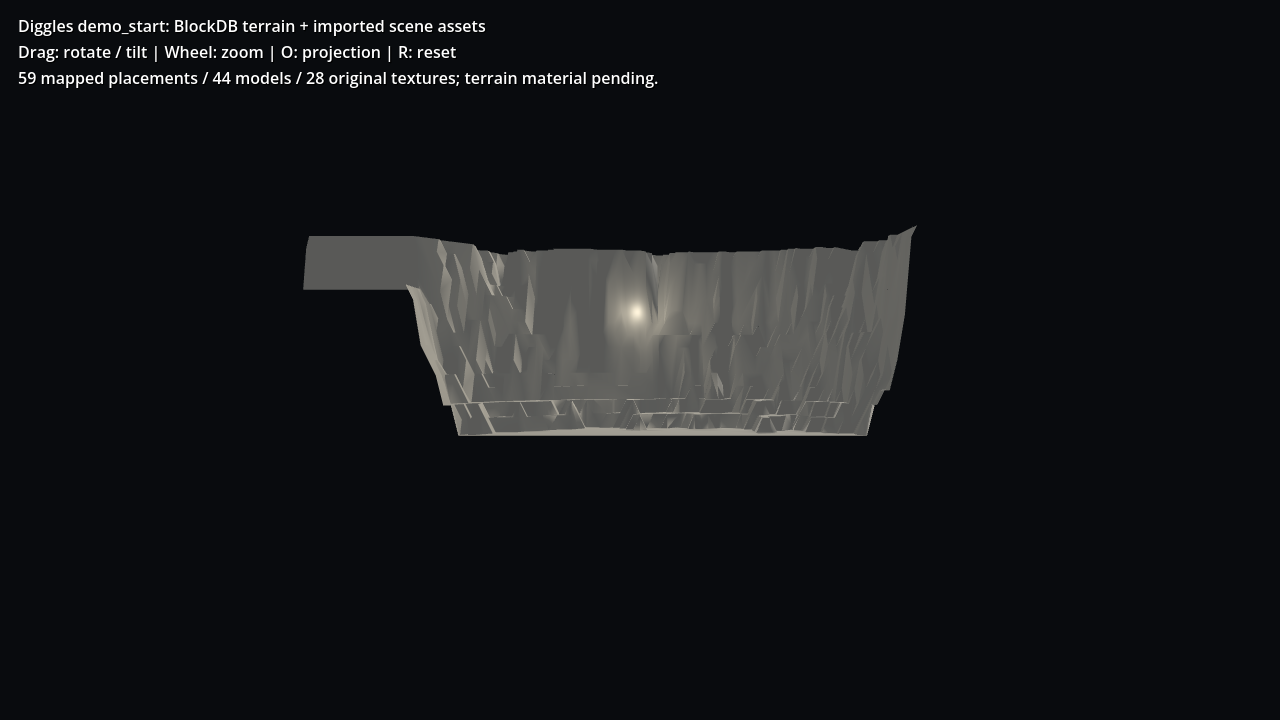 Diggles demo_start: BlockDB terrain + imported scene assets
Drag: rotate / tilt | Wheel: zoom | O: projection | R: reset
59 mapped placements / 44 models / 28 original textures; terrain material pending.